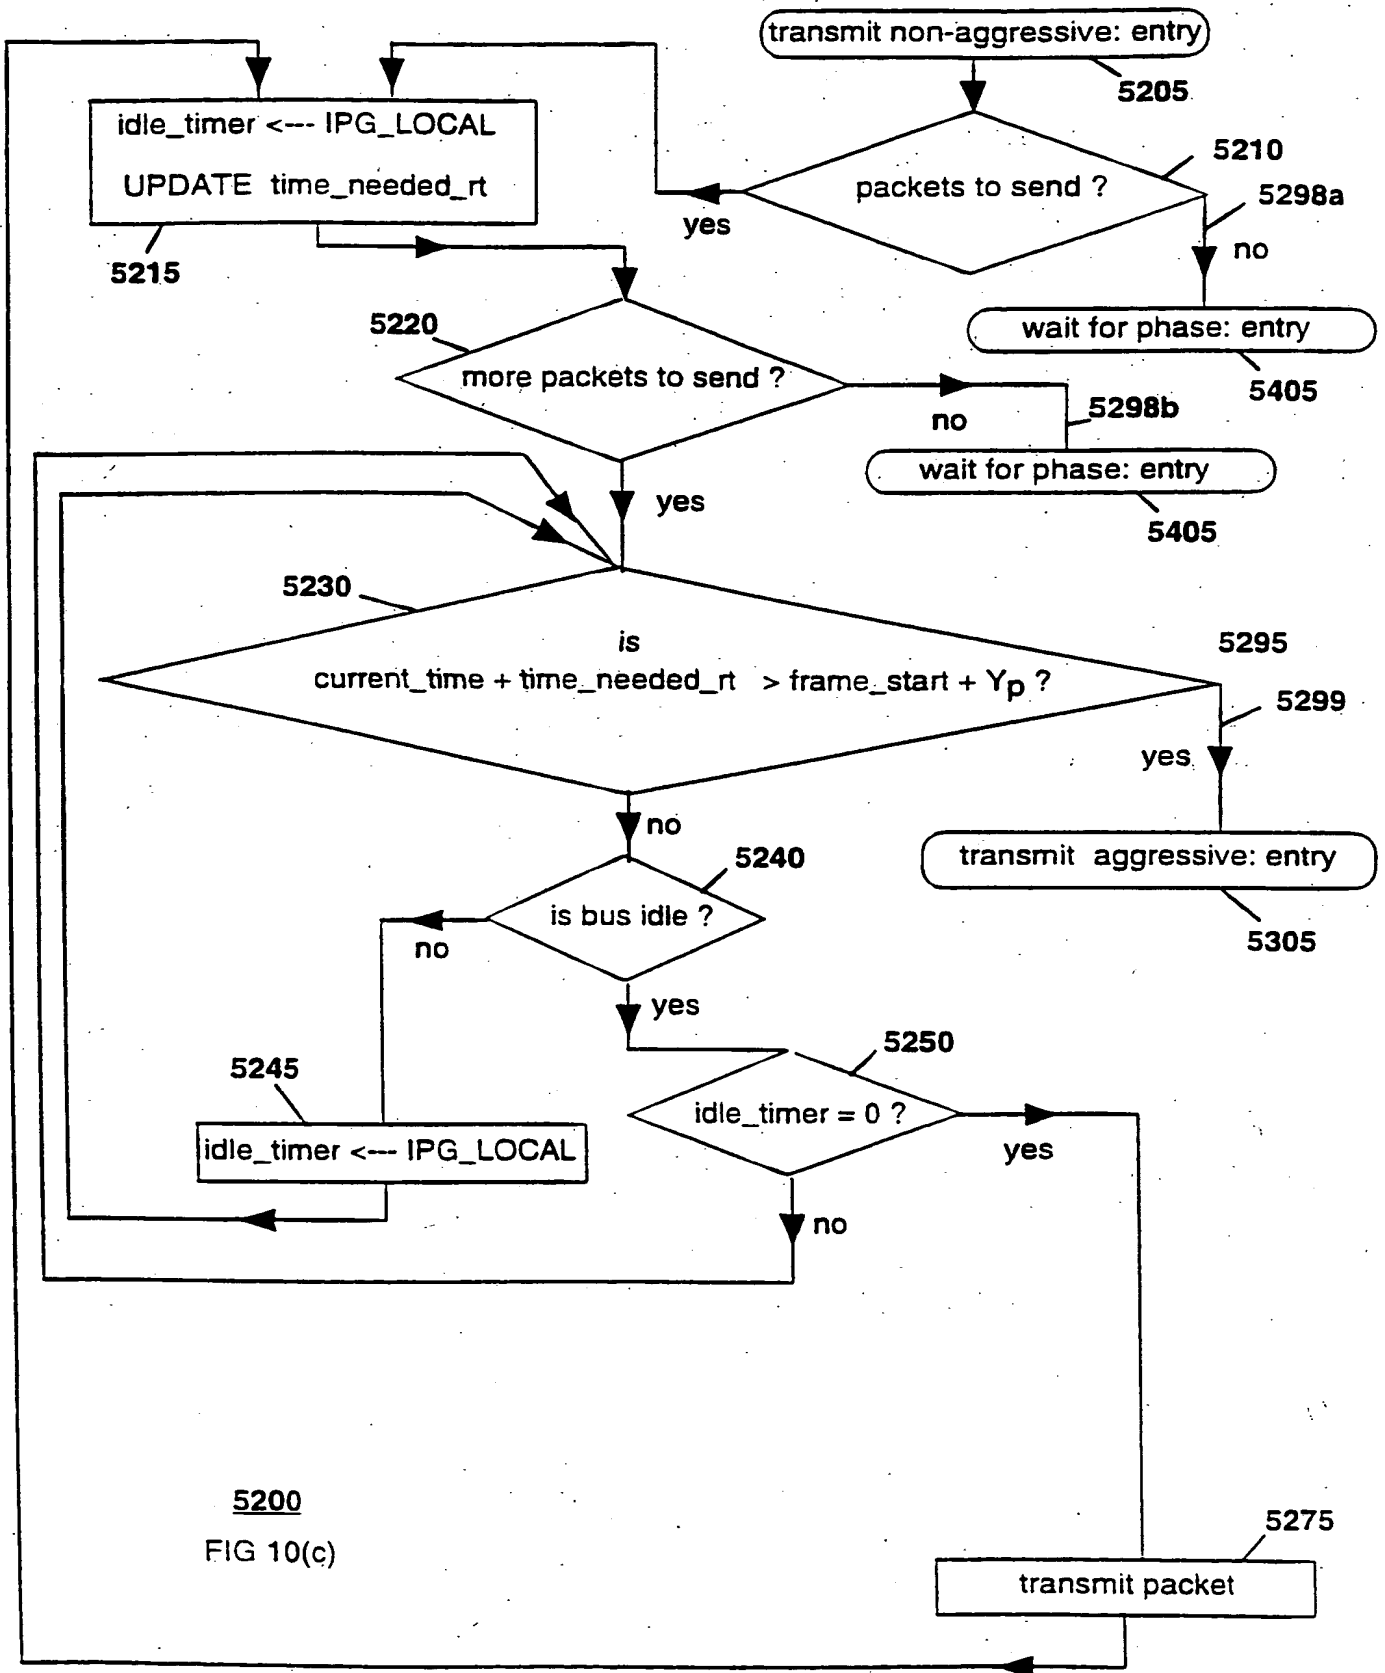 transmit non-aggressive: entry
5205
idle_timer <--- IPG_LOCAL
UPDATE time_needed_rt
5215
packets to send ?
5210
5298a
yes
no
wait for phase: entry
5405
5220
more packets to send ?
no
5298b
wait for phase: entry
5405
yes
5230
is
current_time + time_needed_rt > frame_start + Yp ?
5295
5299
yes
transmit aggressive: entry
5305
no
5240
is bus idle ?
no
yes
5245
idle_timer <--- IPG_LOCAL
5250
idle_timer = 0 ?
yes
no
5200
FIG 10(c)
5275
transmit packet